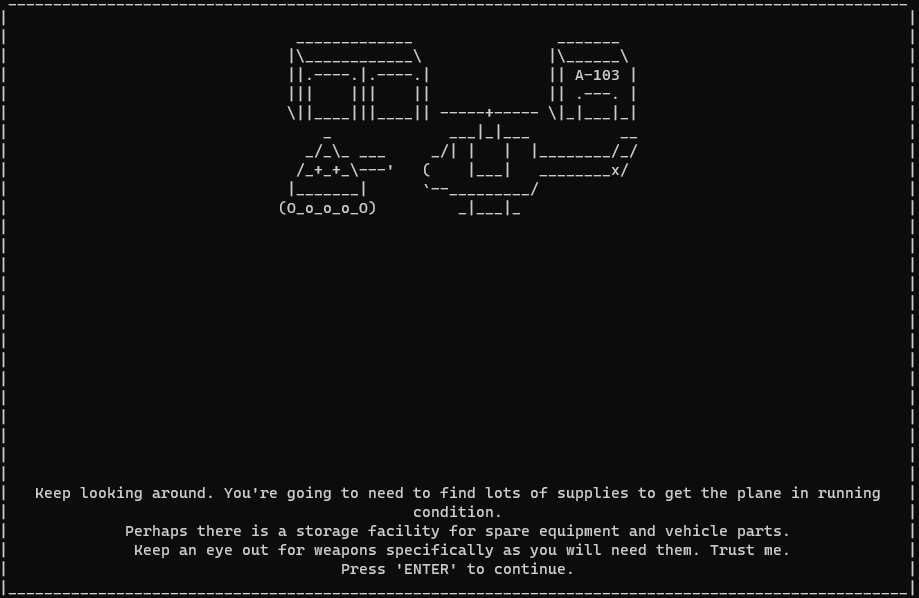 A-103
Keep looking around. You're going to need to find lots of supplies to get the plane in running
condition.
Perhaps there is a storage facility for spare equipment and vehicle parts.
Keep an eye out for weapons specifically as you will need them. Trust me.
Press 'ENTER' to continue.